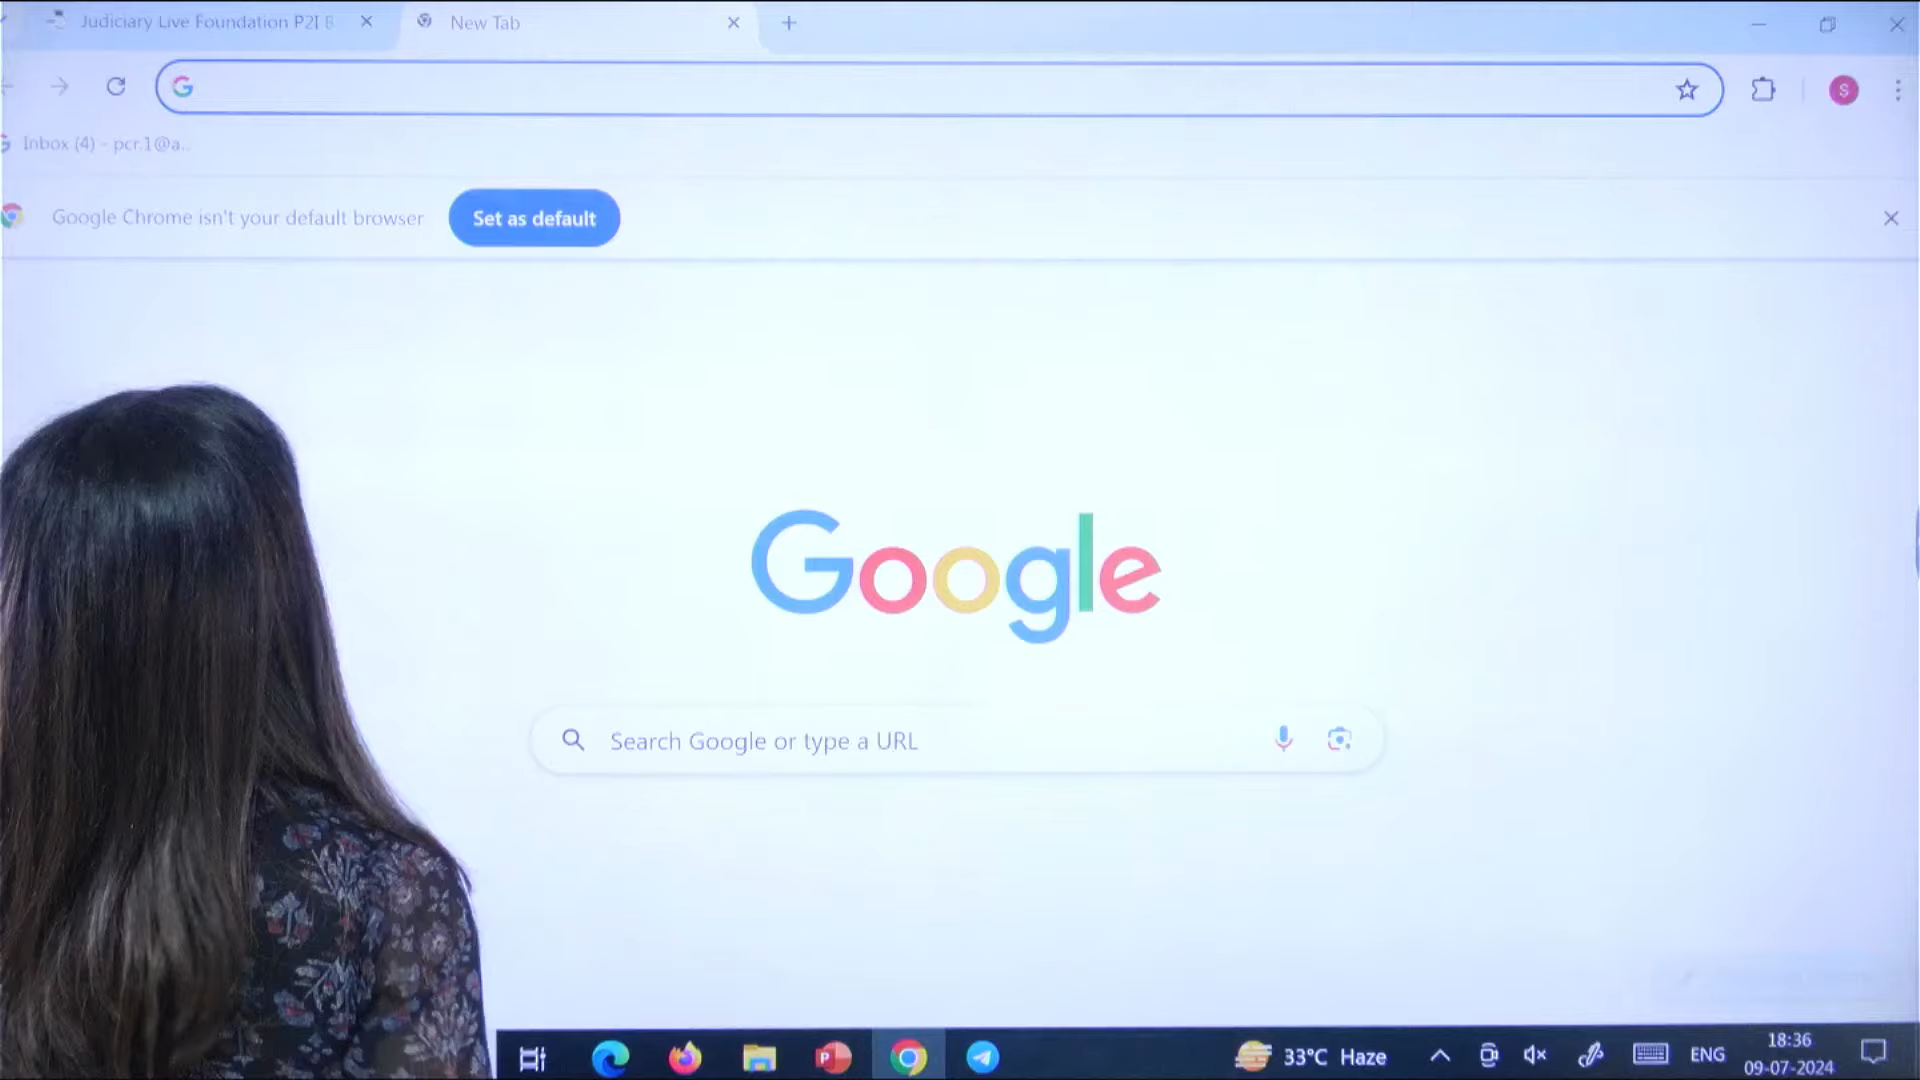 Judiciary Live Foundation P2I B
New Tab
Inbox (4) - pcr.1@a...
S
Google Chrome isn't your default browser
Set as default
Google
Search Google or type a URL
33°C Haze
ENG
18:36
09-07-2024